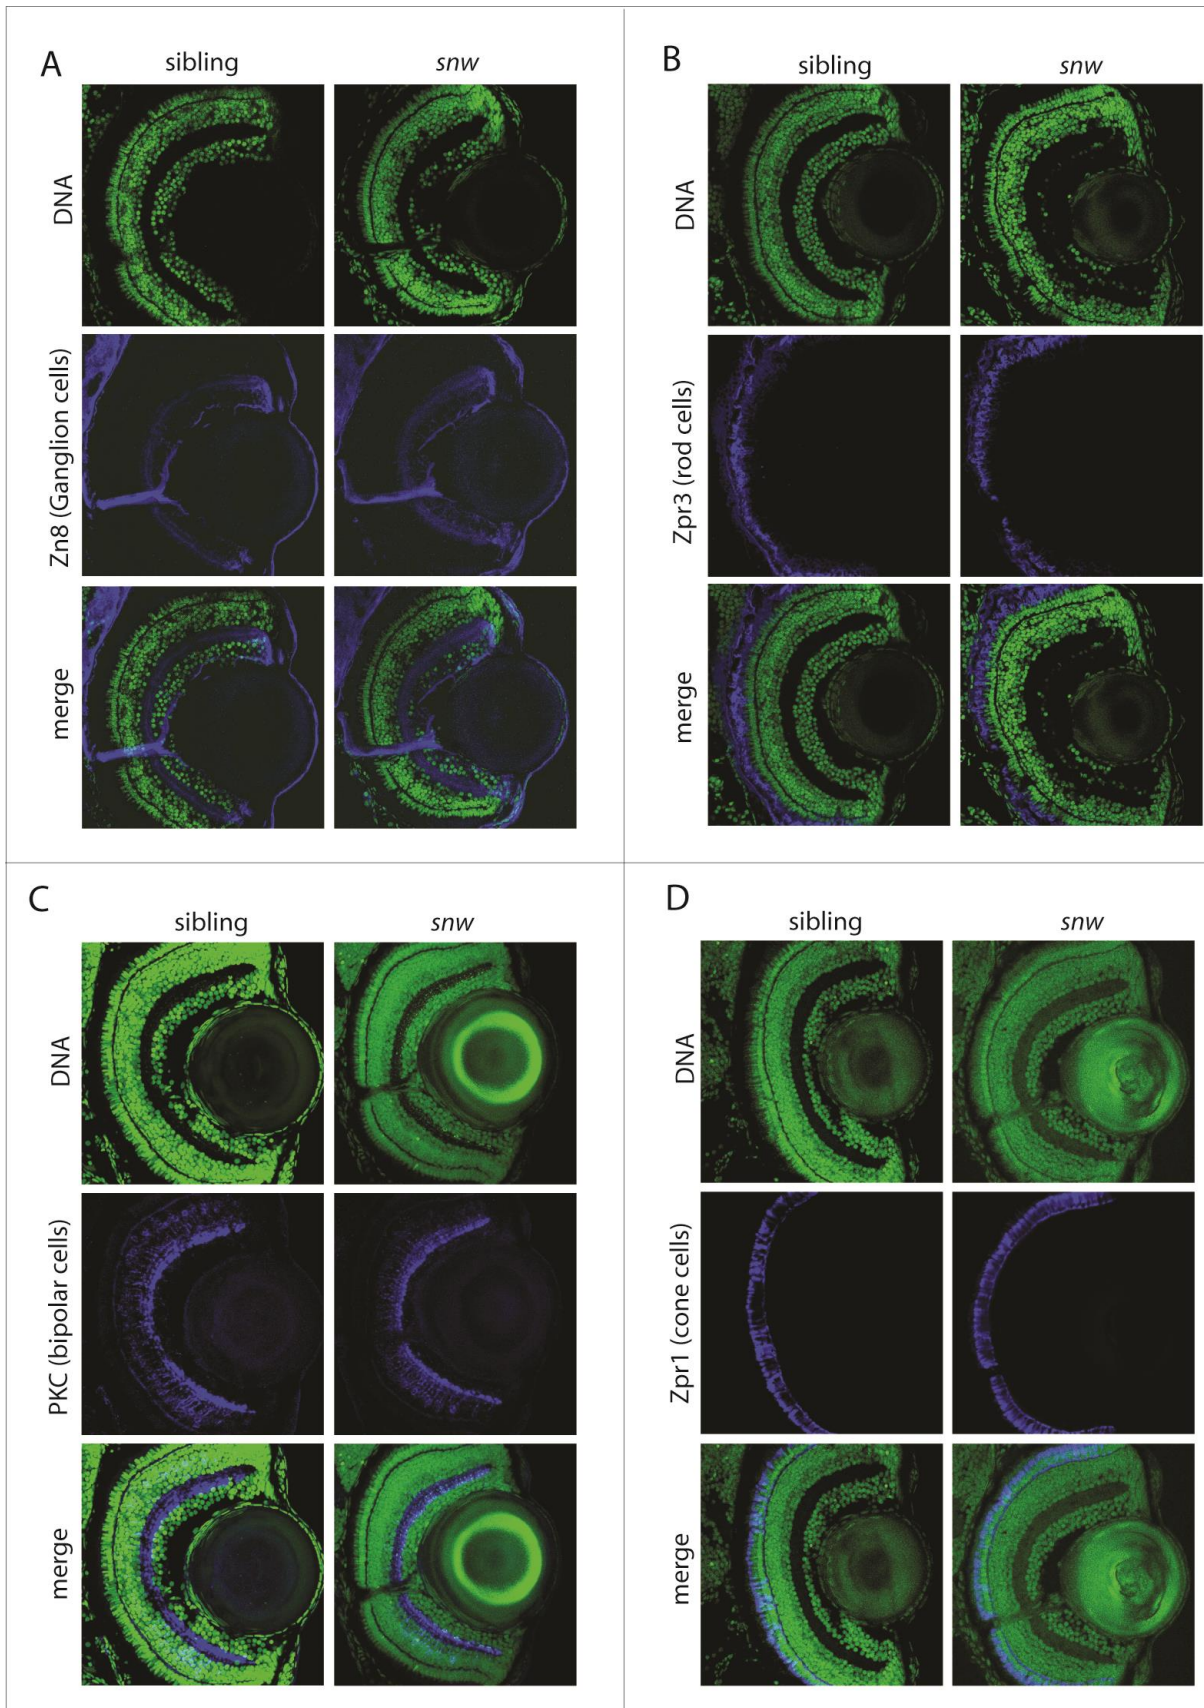 A
sibling
snw
DNA
Zn8 (Ganglion cells)
merge
B
sibling
snw
DNA
Zpr3 (rod cells)
merge
C
sibling
snw
DNA
PKC (bipolar cells)
merge
D
sibling
snw
DNA
Zpr1 (cone cells)
merge